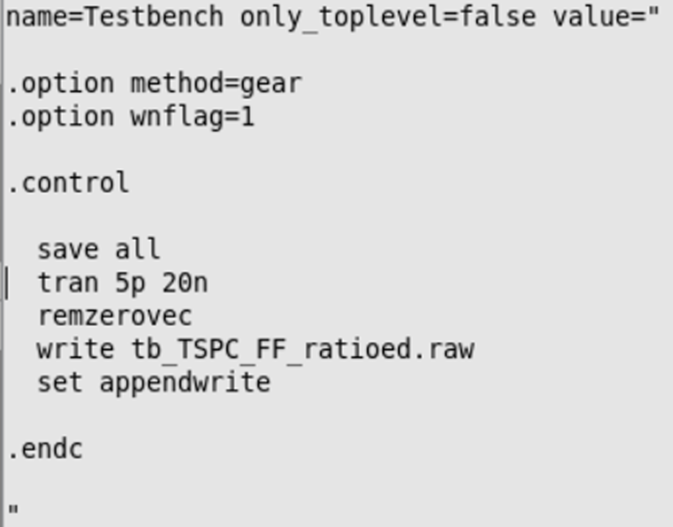 name=Testbench only_toplevel=false value="
.option method=gear
.option wnflag=1
.control
save all
tran 5p 20n
remzerovec
write tb_TSPC_FF_ratioed.raw
set appendwrite
.endc
"